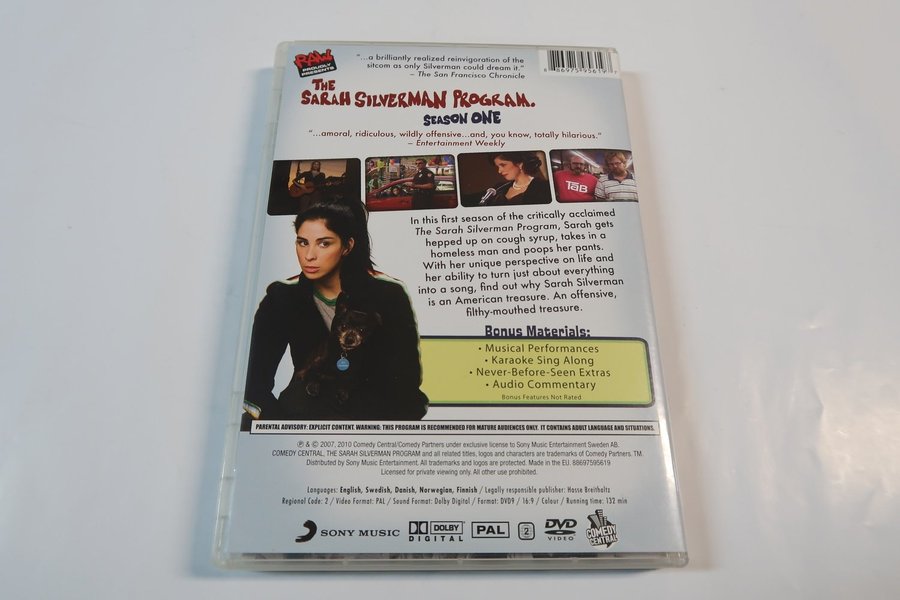 RAW
PROUDLY
PRESENTS
"...a brilliantly realized reinvigoration of the
sitcom as only Silverman could dream it."
– The San Francisco Chronicle
8 86975 95619 7
THE
SARAH SILVERMAN PROGRAM.
SEASON ONE
"...amoral, ridiculous, wildly offensive...and, you know, totally hilarious."
– Entertainment Weekly
TaB
In this first season of the critically acclaimed
The Sarah Silverman Program, Sarah gets
hepped up on cough syrup, takes in a
homeless man and poops her pants.
With her unique perspective on life and
her ability to turn just about everything
into a song, find out why Sarah Silverman
is an American treasure. An offensive,
filthy-mouthed treasure.
Bonus Materials:
• Musical Performances
• Karaoke Sing Along
• Never-Before-Seen Extras
• Audio Commentary
Bonus Features Not Rated
PARENTAL ADVISORY: EXPLICIT CONTENT. WARNING: THIS PROGRAM IS RECOMMENDED FOR MATURE AUDIENCES ONLY. IT CONTAINS ADULT LANGUAGE AND SITUATIONS.
℗ & © 2007, 2010 Comedy Central/Comedy Partners under exclusive license to Sony Music Entertainment Sweden AB.
COMEDY CENTRAL, THE SARAH SILVERMAN PROGRAM and all related titles, logos and characters are trademarks of Comedy Partners. TM.
Distributed by Sony Music Entertainment. All trademarks and logos are protected. Made in the EU. 88697595619
Licensed for private viewing only. All other use prohibited.
Languages: English, Swedish, Danish, Norwegian, Finnish / Legally responsible publisher: Hasse Breitholtz
Regional Code: 2 / Video Format: PAL / Sound Format: Dolby Digital / Format: DVD9 / 16:9 / Colour / Running time: 132 min
SONY MUSIC
DOLBY
DIGITAL
PAL
2
DVD
VIDEO
COMEDY
CENTRAL